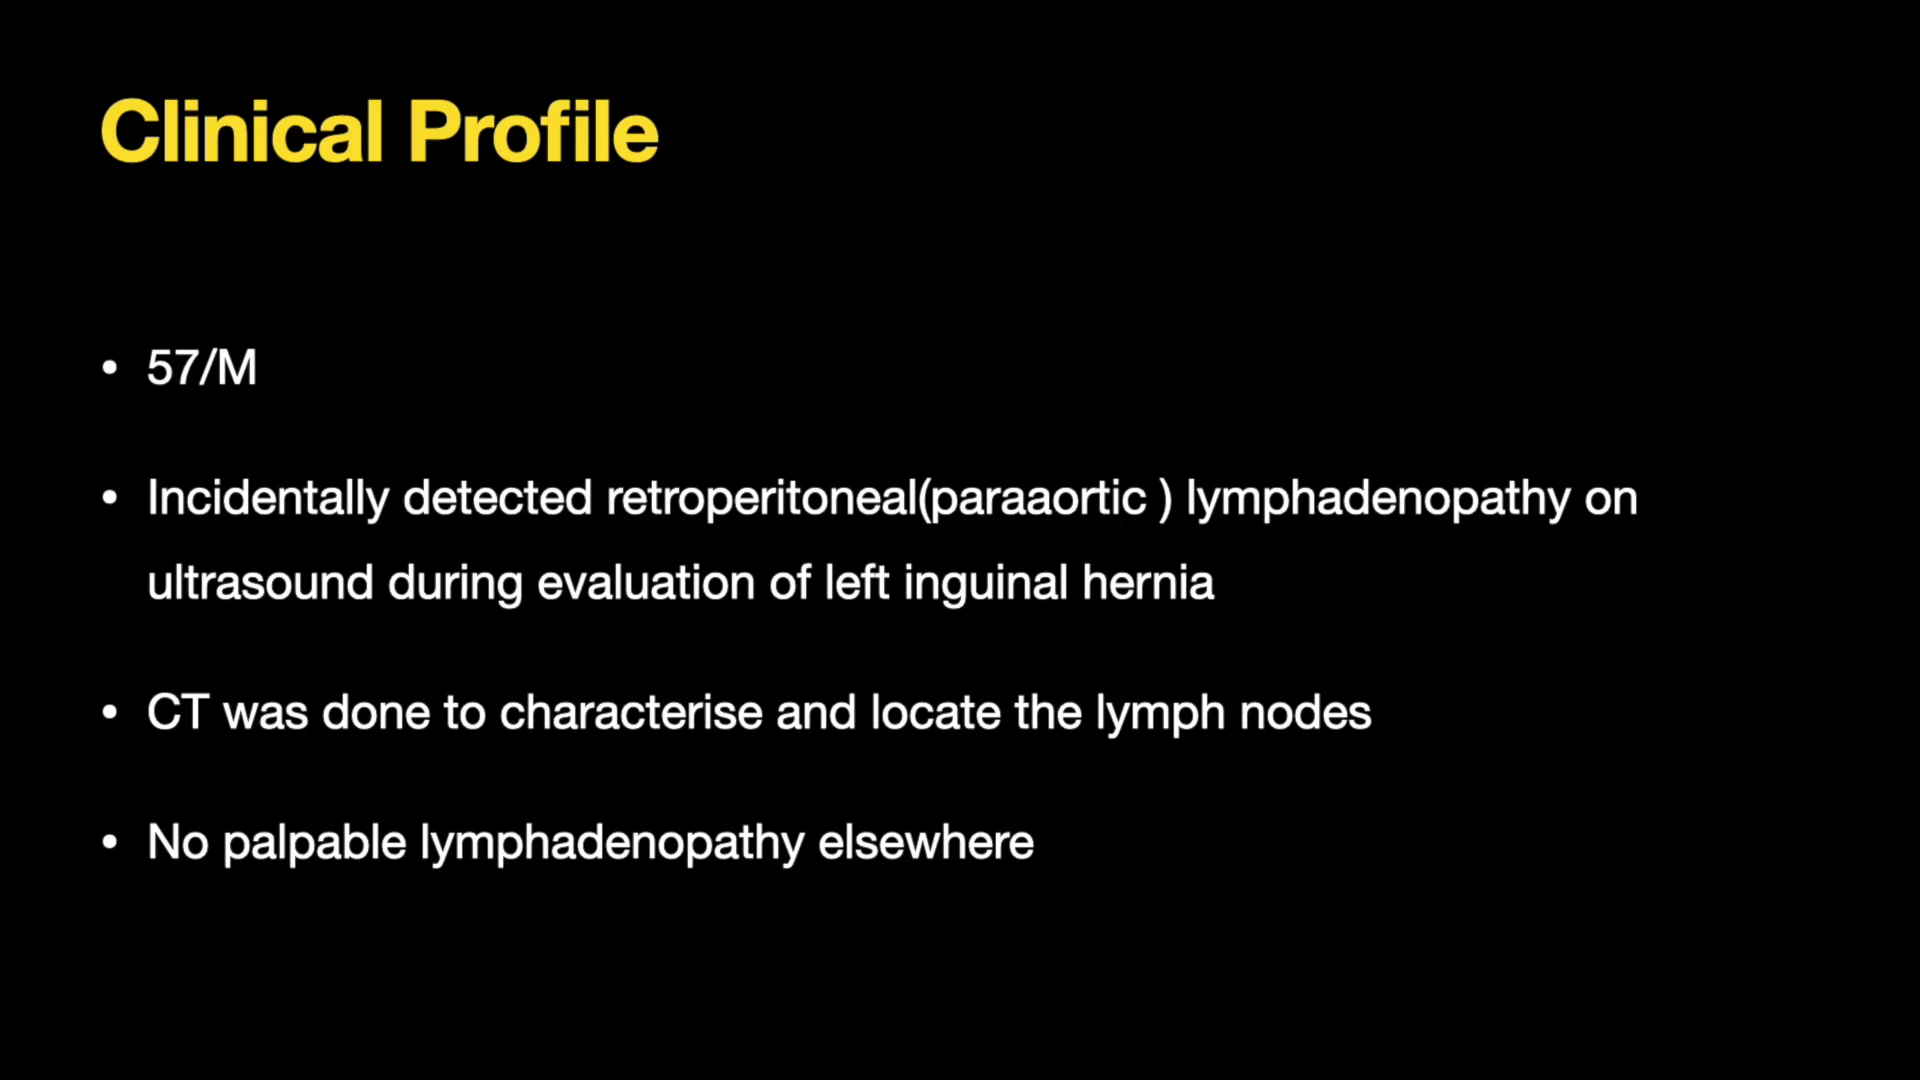 Clinical Profile
• 57/M
• Incidentally detected retroperitoneal(paraaortic ) lymphadenopathy on
ultrasound during evaluation of left inguinal hernia
• CT was done to characterise and locate the lymph nodes
• No palpable lymphadenopathy elsewhere